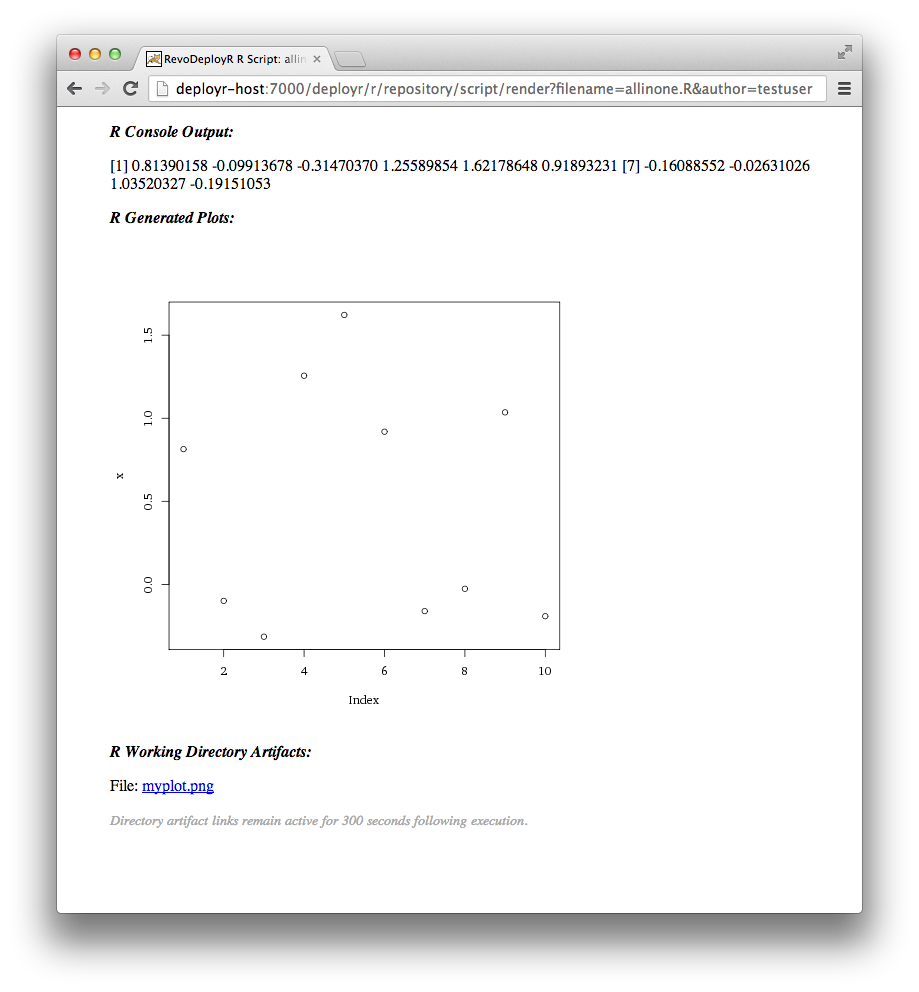 RevoDeployR R Script: allin
deployr-host:7000/deployr/r/repository/script/render?filename=allinone.R&author=testuser
R Console Output:
[1] 0.81390158 -0.09913678 -0.31470370 1.25589854 1.62178648 0.91893231 [7] -0.16088552 -0.02631026
1.03520327 -0.19151053
R Generated Plots:
1.5
1.0
0.5
0.0
x
2 4 6 8 10
Index
R Working Directory Artifacts:
File: myplot.png
Directory artifact links remain active for 300 seconds following execution.